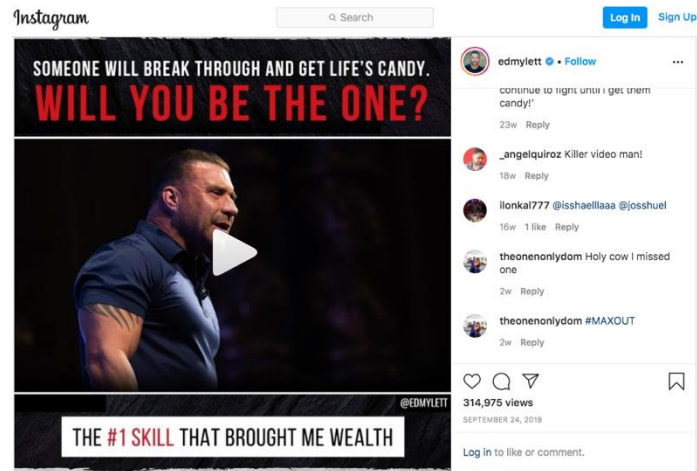 Instagram
Search
Log In
Sign Up
SOMEONE WILL BREAK THROUGH AND GET LIFE'S CANDY.
WILL YOU BE THE ONE?
@EDMYLETT
THE #1 SKILL THAT BROUGHT ME WEALTH
edmylett • Follow
continue to fight until I get them
candy!'
23w Reply
_angelquiroz Killer video man!
18w Reply
ilonkal777 @isshaelllaaa @josshuel
16w 1 like Reply
theonenonlydom Holy cow I missed
one
2w Reply
theonenonlydom #MAXOUT
2w Reply
314,975 views
SEPTEMBER 24, 2019
Log in to like or comment.